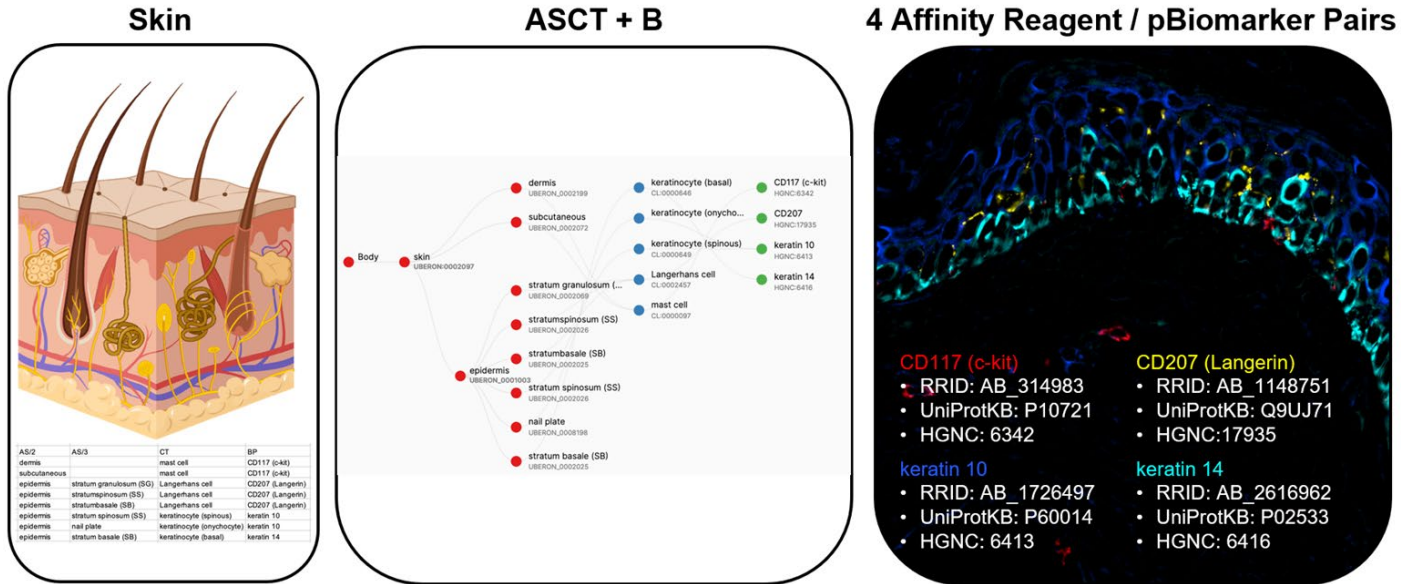 Skin
ASCT + B
4 Affinity Reagent / pBiomarker Pairs
AS/2 AS/3 CT BP
dermis mast cell CD117 (c-kit)
subcutaneous mast cell CD117 (c-kit)
epidermis stratum granulosum (SG) Langerhans cell CD207 (Langerin)
epidermis stratumspinosum (SS) Langerhans cell CD207 (Langerin)
epidermis stratumbasale (SB) Langerhans cell CD207 (Langerin)
epidermis stratum spinosum (SS) keratinocyte (spinous) keratin 10
epidermis nail plate keratinocyte (onychocyte) keratin 10
epidermis stratum basale (SB) keratinocyte (basal) keratin 14
Body
skin
UBERON:0002097
dermis
UBERON_0002199
subcutaneous
UBERON_0002072
stratum granulosum (...
UBERON_0002069
stratumspinosum (SS)
UBERON_0002026
stratumbasale (SB)
UBERON_0002025
epidermis
UBERON_0001003
stratum spinosum (SS)
UBERON_0002026
nail plate
UBERON_0008198
stratum basale (SB)
UBERON_0002025
keratinocyte (basal)
CL:0000646
keratinocyte (onycho...
keratinocyte (spinous)
CL:0000649
Langerhans cell
CL:0002457
mast cell
CL:0000097
CD117 (c-kit)
HGNC:6342
CD207
HGNC:17935
keratin 10
HGNC:6413
keratin 14
HGNC:6416
CD117 (c-kit)
• RRID: AB_314983
• UniProtKB: P10721
• HGNC: 6342
CD207 (Langerin)
• RRID: AB_1148751
• UniProtKB: Q9UJ71
• HGNC:17935
keratin 10
• RRID: AB_1726497
• UniProtKB: P60014
• HGNC: 6413
keratin 14
• RRID: AB_2616962
• UniProtKB: P02533
• HGNC: 6416